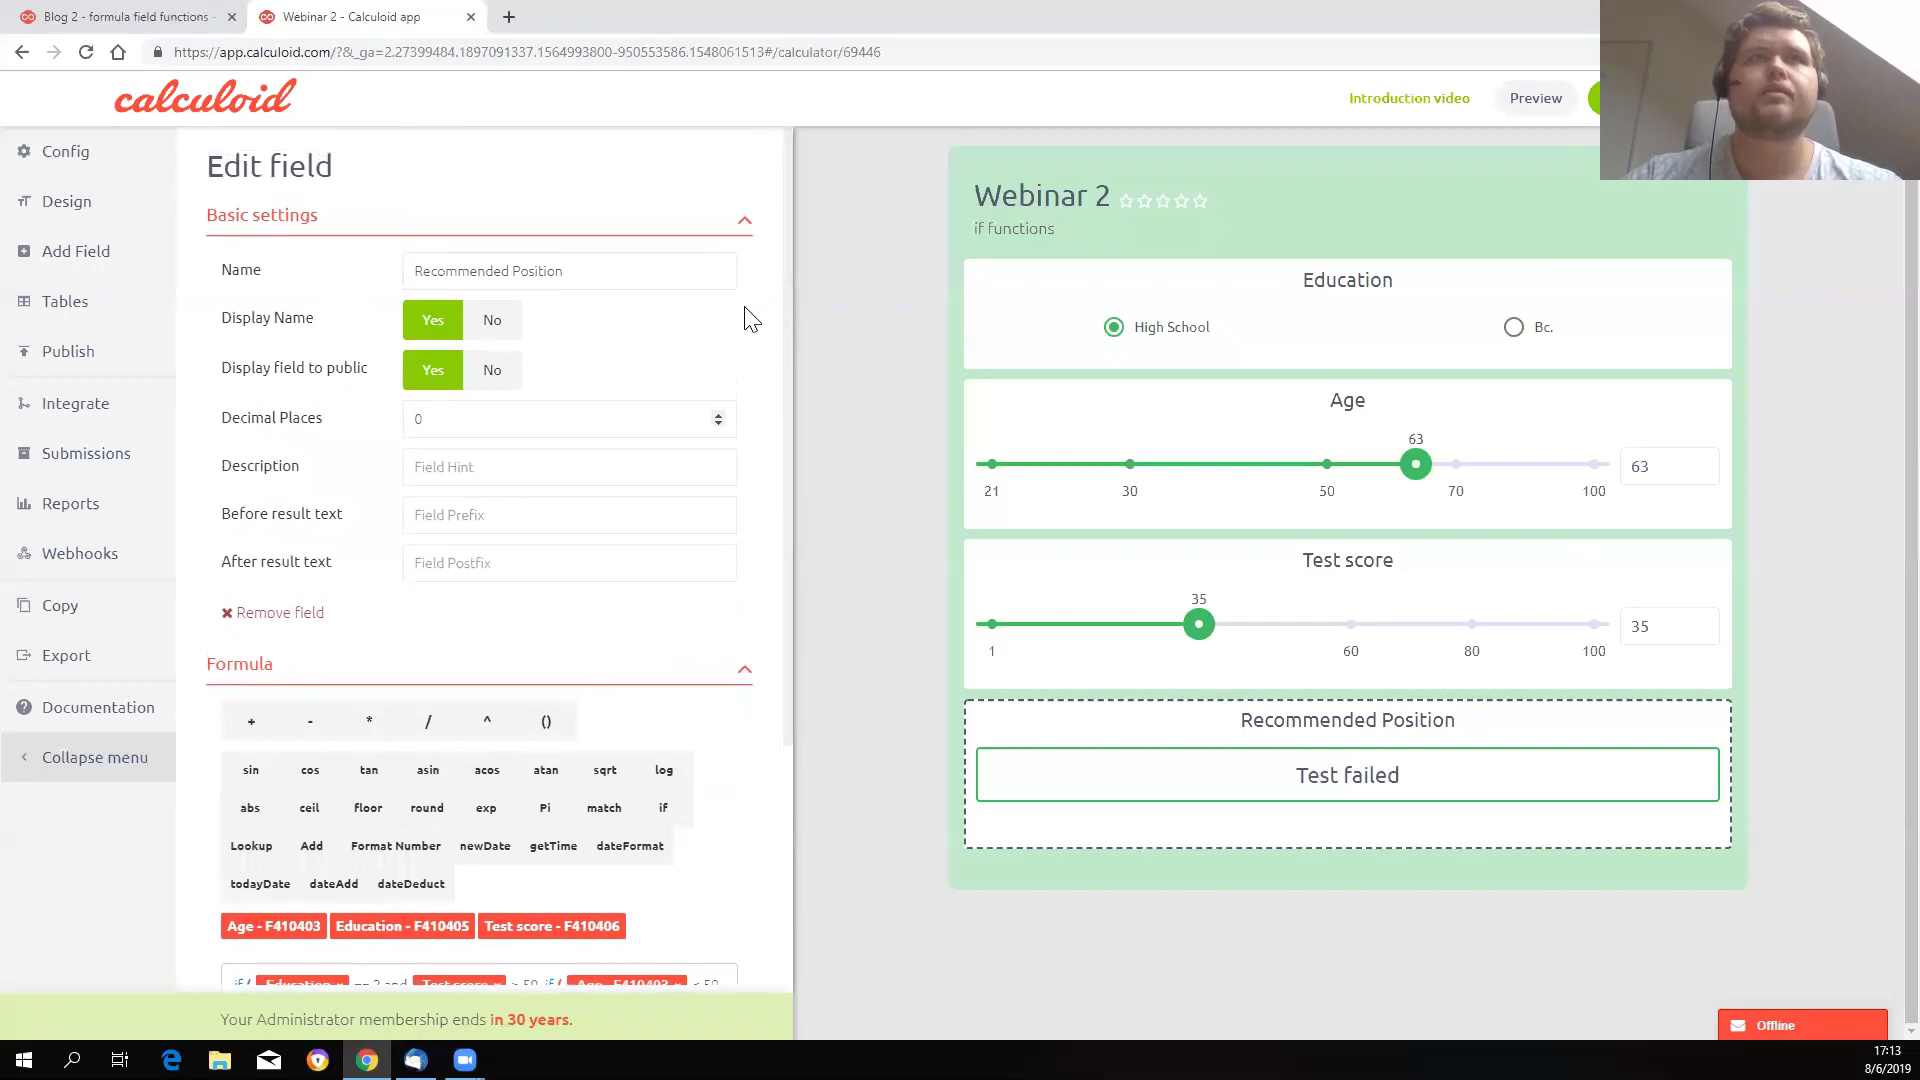 Blog 2 - formula field functions -
Webinar 2 - Calculoid app
https://app.calculoid.com/?&_ga=2.27399484.1897091337.1564993800-950553586.1548061513#/calculator/69446
calculoid
Introduction video
Preview
Config
Design
Add Field
Tables
Publish
Integrate
Submissions
Reports
Webhooks
Copy
Export
Documentation
Collapse menu
Edit field
Basic settings
Name
Recommended Position
Display Name
Yes No
Display field to public
Yes No
Decimal Places
0
Description
Field Hint
Before result text
Field Prefix
After result text
Field Postfix
Remove field
Formula
+ - * / ^ ()
sin cos tan asin acos atan sqrt log
abs ceil floor round exp Pi match if
Lookup Add Format Number newDate getTime dateFormat
todayDate dateAdd dateDeduct
Age - F410403 Education - F410405 Test score - F410406
Your Administrator membership ends in 30 years.
Webinar 2
if functions
Education
High School
Bc.
Age
63
63
21 30 50 70 100
Test score
35
35
1 60 80 100
Recommended Position
Test failed
Offline
17:13
8/6/2019